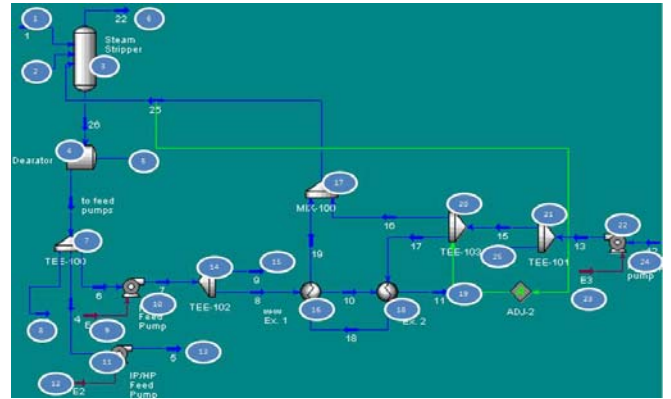 1
22
6
1
Steam
Stripper
2
3
25
26
Dearator
4
5
to feed
pumps
17
MIX-100
16
20
21
22
15
13
12
17
TEE-103
TEE-101
25
24
pump
7
TEE-100
14
15
9
19
E3
23
6
7
TEE-102
8
10
11
19
ADJ-2
16
18
Ex. 1
Ex. 2
18
8
4
9
10
Feed
Pump
11
5
13
12
E2
IP/HP
Feed
Pump